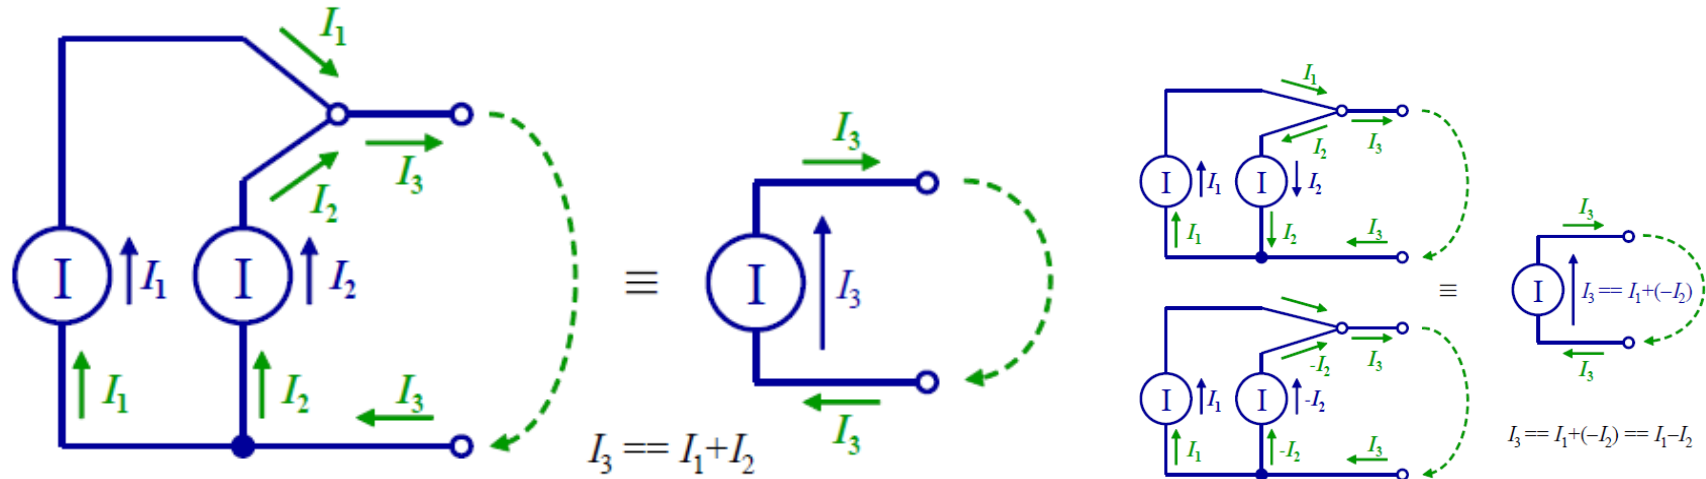 I₁
I₂
I₃
I
I₁
I
I₂
I₁
I₂
I₃
≡
I₃
I
I₃
I₃
I₃ == I₁+I₂
I₁
I₂
I₃
I
I₁
I
I₂
I₁
I₂
I₃
-I₂
I₃
I
I₁
I
-I₂
I₁
-I₂
I₃
≡
I₃
I
I₃ == I₁+(–I₂)
I₃
I₃ == I₁+(–I₂) == I₁–I₂